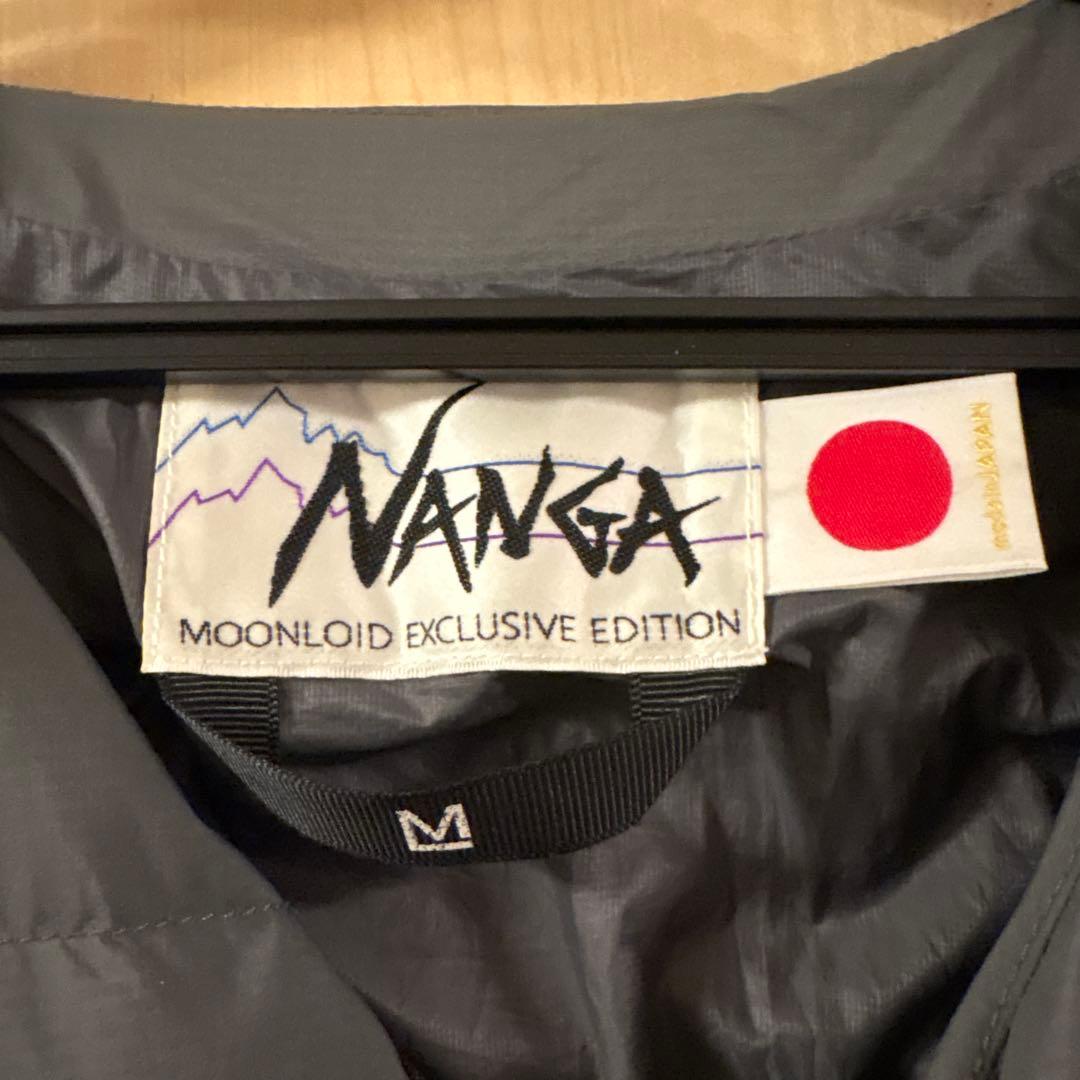 NANGA
MOONLOID EXCLUSIVE EDITION
made in JAPAN
M